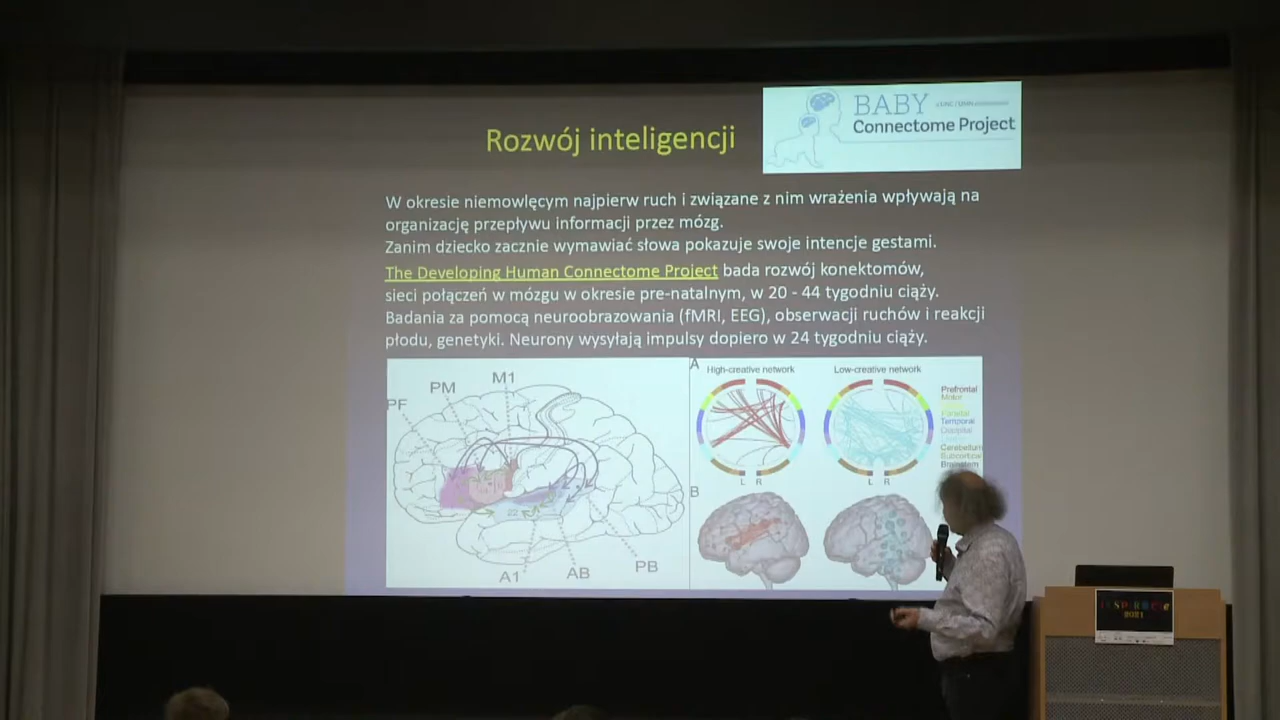 BABY
Connectome Project
Rozwój inteligencji
W okresie niemowlęcym najpierw ruch i związane z nim wrażenia wpływają na
organizację przepływu informacji przez mózg.
Zanim dziecko zacznie wymawiać słowa pokazuje swoje intencje gestami.
The Developing Human Connectome Project bada rozwój konektomów,
sieci połączeń w mózgu w okresie pre-natalnym, w 20 - 44 tygodniu ciąży.
Badania za pomocą neuroobrazowania (fMRI, EEG), obserwacji ruchów i reakcji
płodu, genetyki. Neurony wysyłają impulsy dopiero w 24 tygodniu ciąży.
PF
PM
M1
22
A1
AB
PB
A
High-creative network
Low-creative network
L R
L R
Prefrontal
Motor
Parietal
Temporal
Occipital
Cerebellum
Subcortical
Brainstem
B
2021